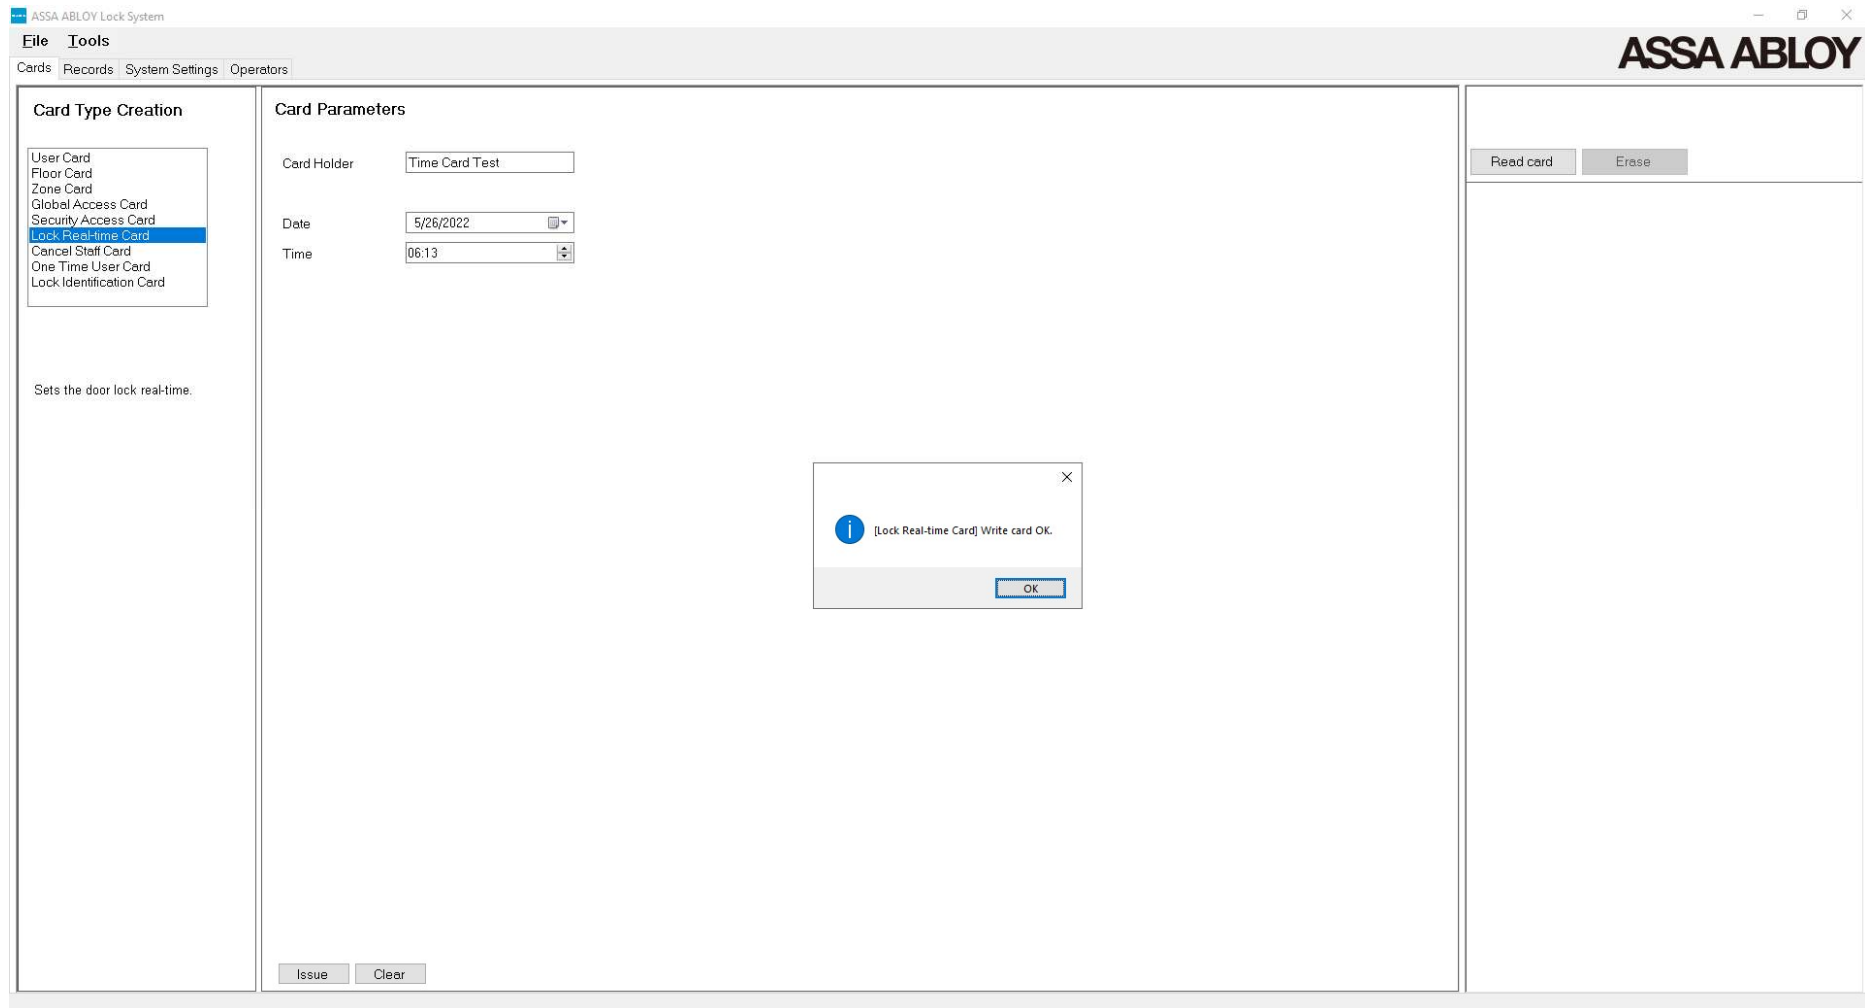 ASSA ABLOY Lock System
File Tools
ASSA ABLOY
Cards Records System Settings Operators
Card Type Creation
User Card
Floor Card
Zone Card
Global Access Card
Security Access Card
Lock Real-time Card
Cancel Staff Card
One Time User Card
Lock Identification Card
Sets the door lock real-time.
Card Parameters
Card Holder Time Card Test
Date 5/26/2022
Time 06:13
[Lock Real-time Card] Write card OK.
OK
Issue Clear
Read card Erase